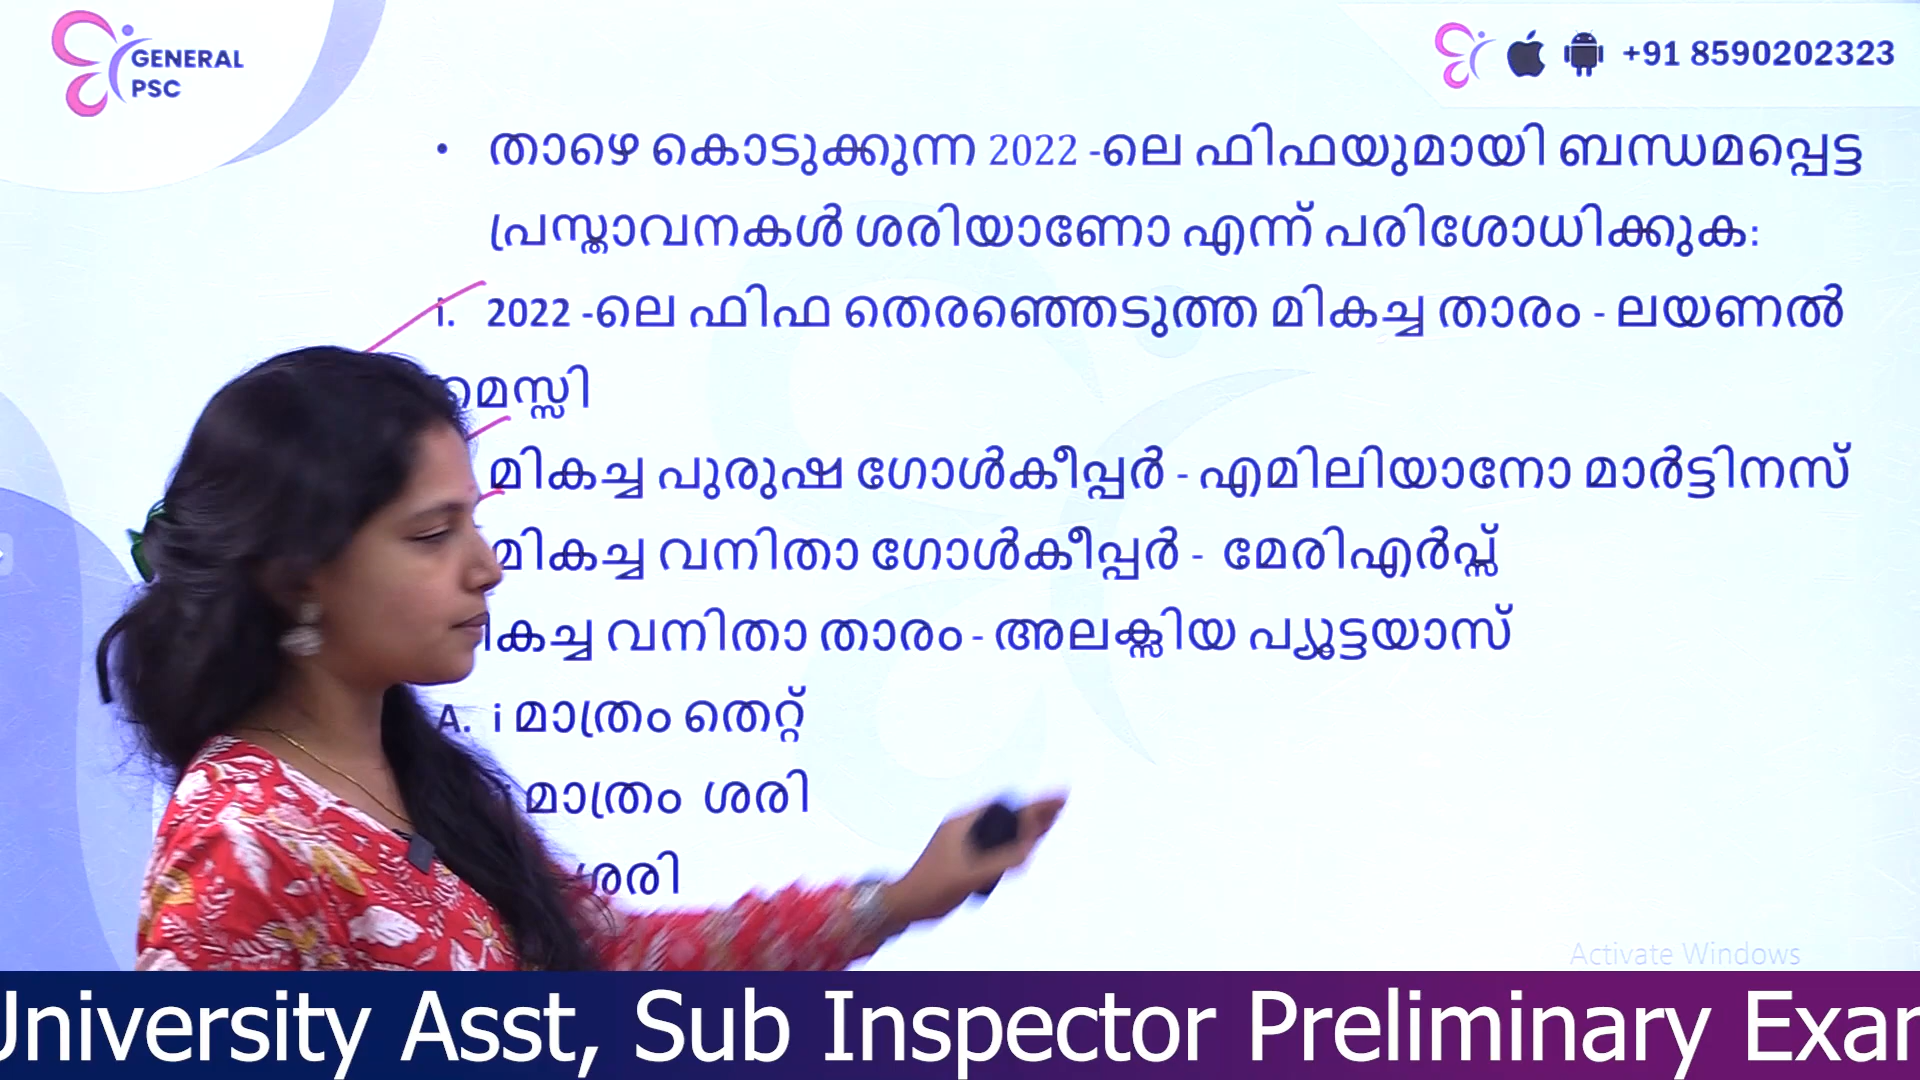 GENERAL
PSC
+91 8590202323
• താഴെ കൊടുക്കുന്ന 2022 -ലെ ഫിഫയുമായി ബന്ധമപ്പെട്ട
പ്രസ്താവനകൾ ശരിയാണോ എന്ന് പരിശോധിക്കുക:
i. 2022 -ലെ ഫിഫ തെരഞ്ഞെടുത്ത മികച്ച താരം - ലയണൽ
മെസ്സി
മികച്ച പുരുഷ ഗോൾകീപ്പർ - എമിലിയാനോ മാർട്ടിനസ്
മികച്ച വനിതാ ഗോൾകീപ്പർ - മേരിഎർപ്സ്
മികച്ച വനിതാ താരം - അലക്സിയ പ്യൂട്ടയാസ്
A. i മാത്രം തെറ്റ്
മാത്രം ശരി
ശരി
Activate Windows
University Asst, Sub Inspector Preliminary Exam